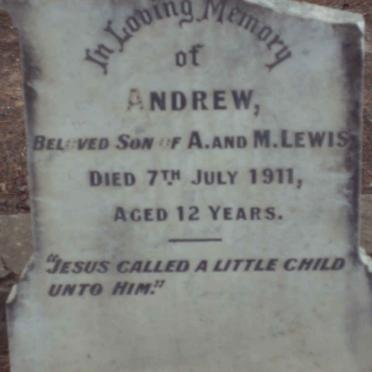 In Loving Memory
of
ANDREW,
BELOVED SON OF A. AND M. LEWIS
DIED 7TH JULY 1911,
AGED 12 YEARS.
"JESUS CALLED A LITTLE CHILD
UNTO HIM."